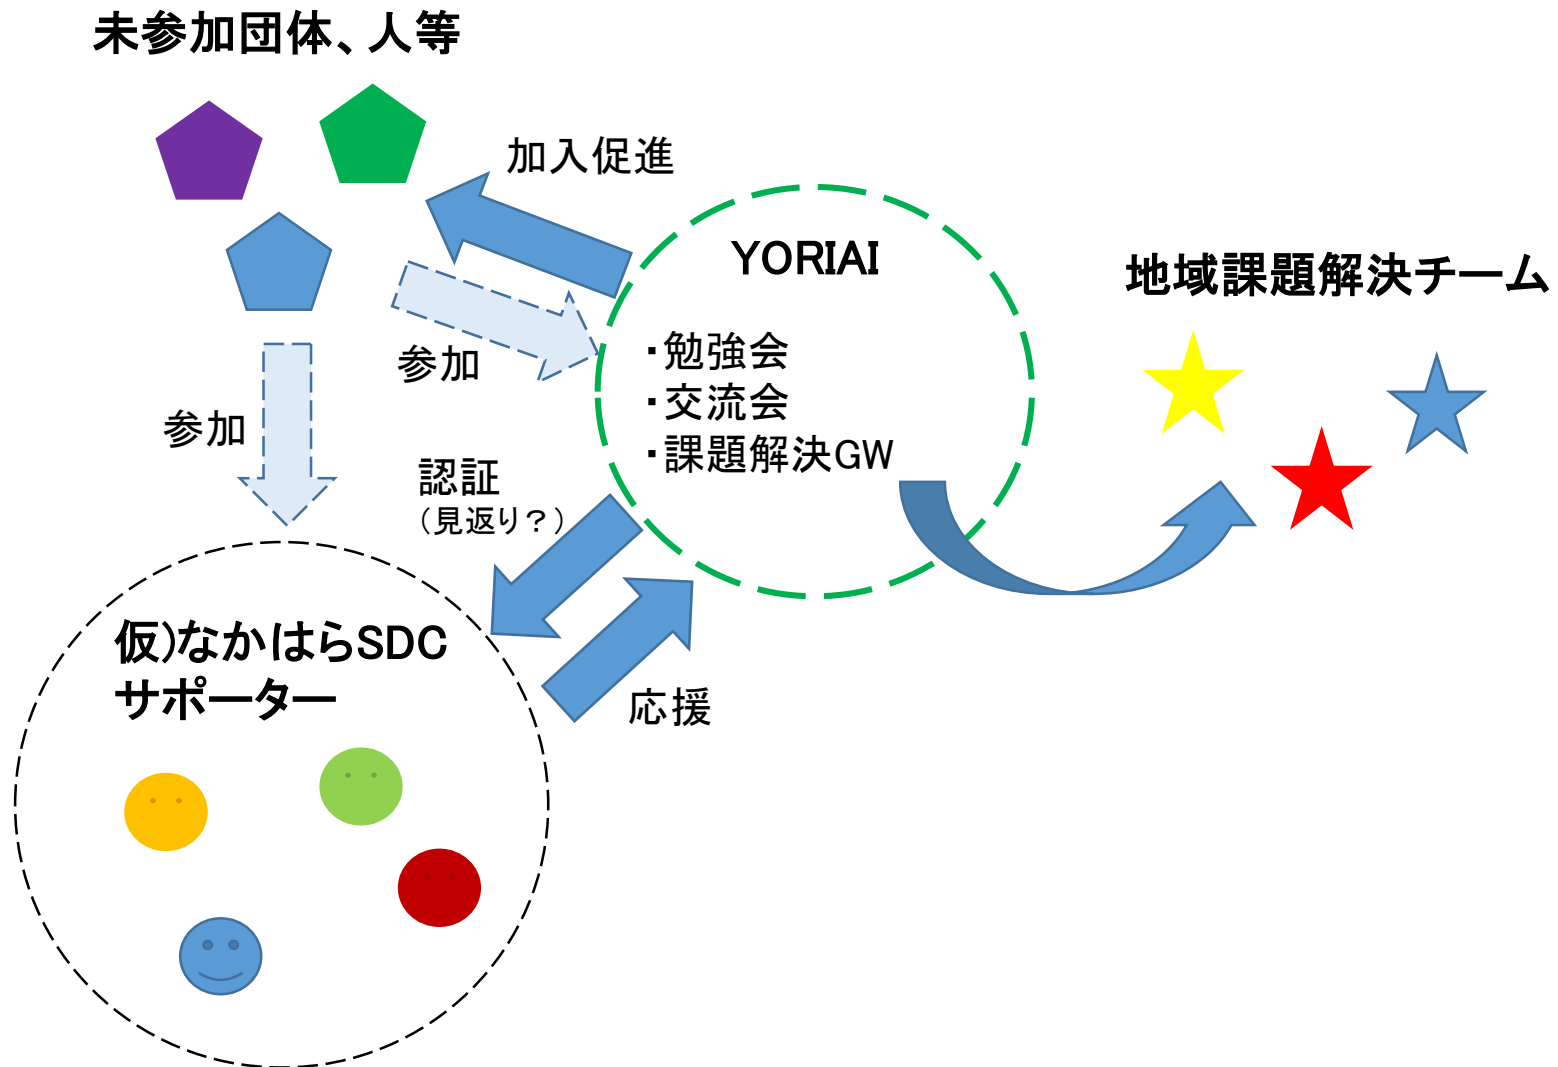 未参加団体、人等
加入促進
YORIAI
地域課題解決チーム
・勉強会
・交流会
・課題解決GW
参加
参加
認証
（見返り？）
仮)なかはらSDC
サポーター
応援